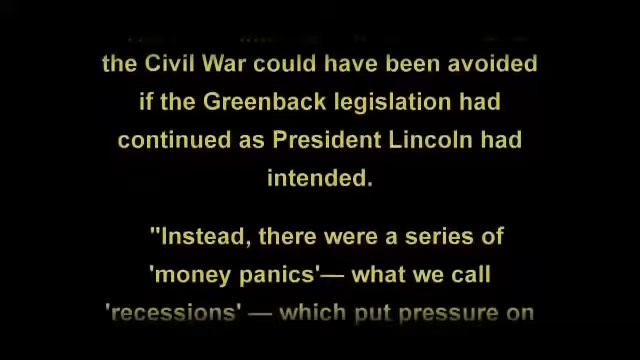 the Civil War could have been avoided
if the Greenback legislation had
continued as President Lincoln had
intended.
"Instead, there were a series of
'money panics'— what we call
'recessions' — which put pressure on